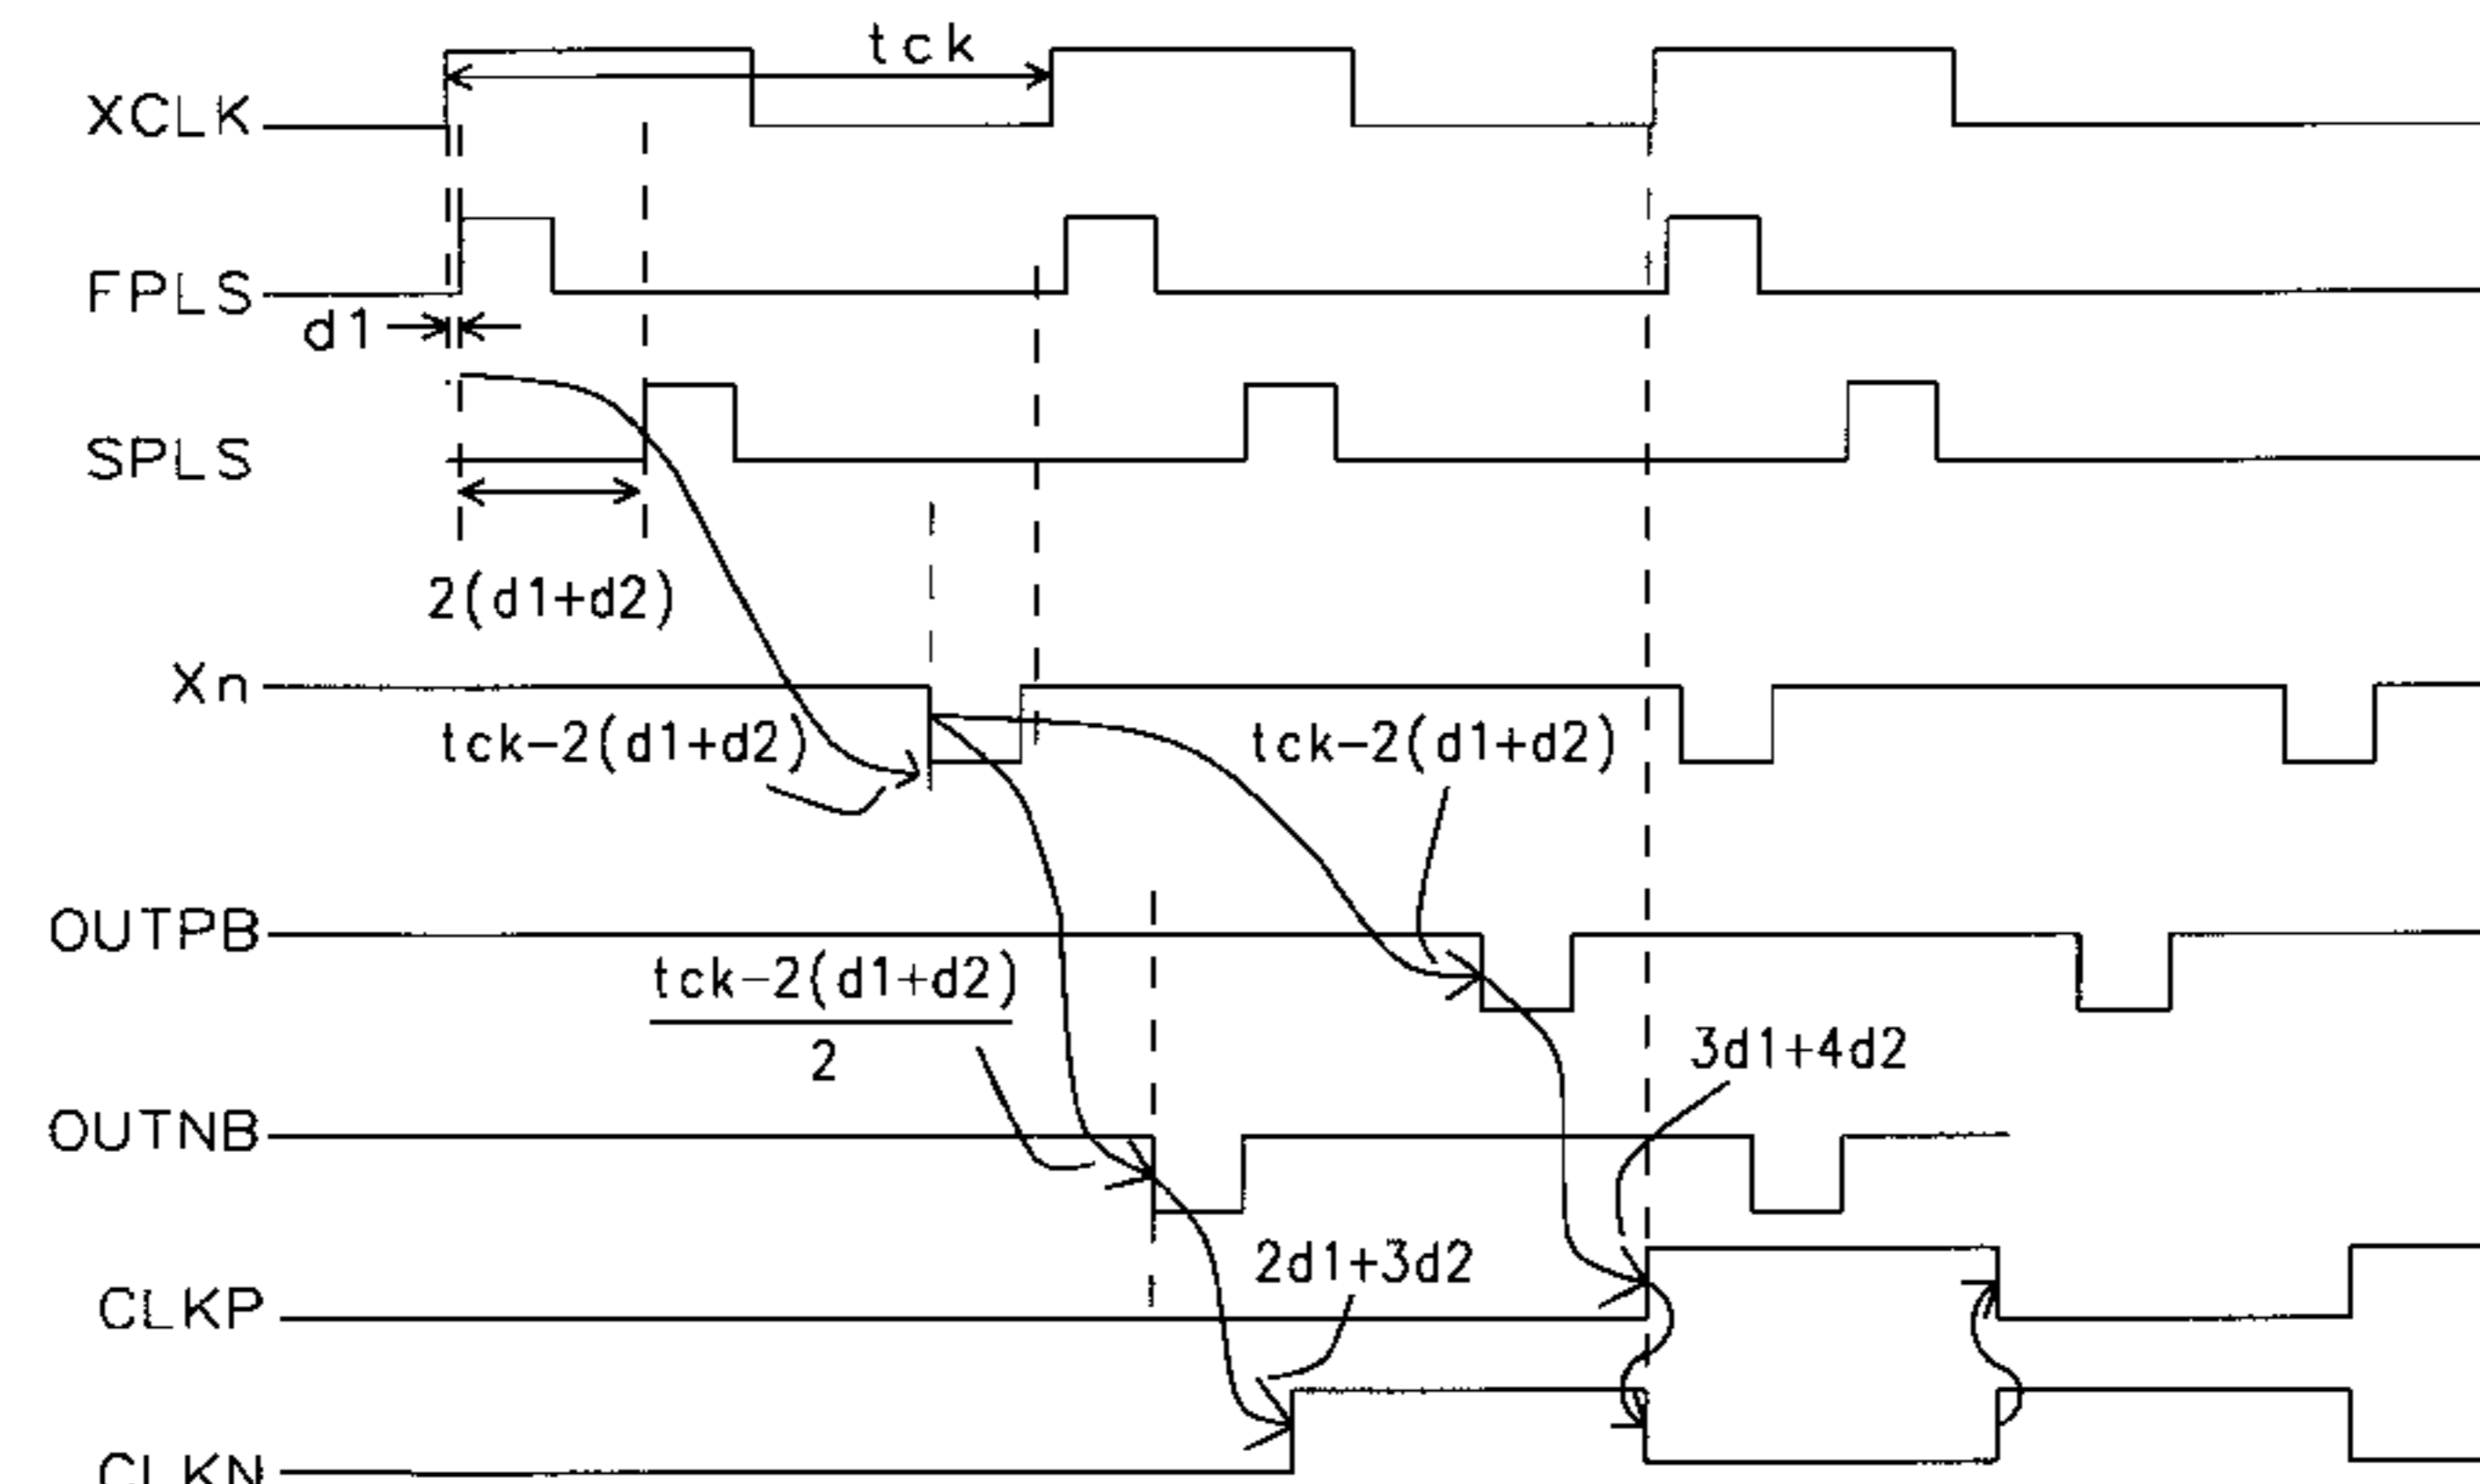 tck
XCLK
FPLS
d1
SPLS
2(d1+d2)
Xn
tck-2(d1+d2)
tck-2(d1+d2)
OUTPB
tck-2(d1+d2)
2
3d1+4d2
OUTNB
2d1+3d2
CLKP
CLKN